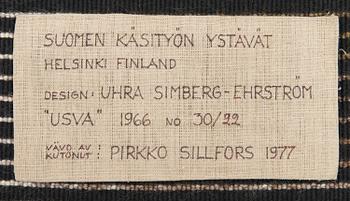 SUOMEN KÄSITYÖN YSTÄVÄT
HELSINKI FINLAND
DESIGN: UHRA SIMBERG-EHRSTRÖM
"USVA" 1966 NO 30/22
VÄVD AV
KUTONUT : PIRKKO SILLFORS 1977